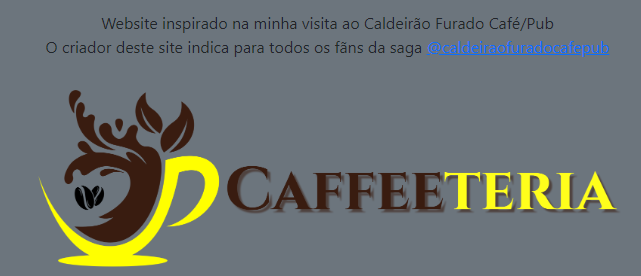 Website inspirado na minha visita ao Caldeirão Furado Café/Pub
O criador deste site indica para todos os fãns da saga @caldeiraofuradocafepub
CAFFEETERIA